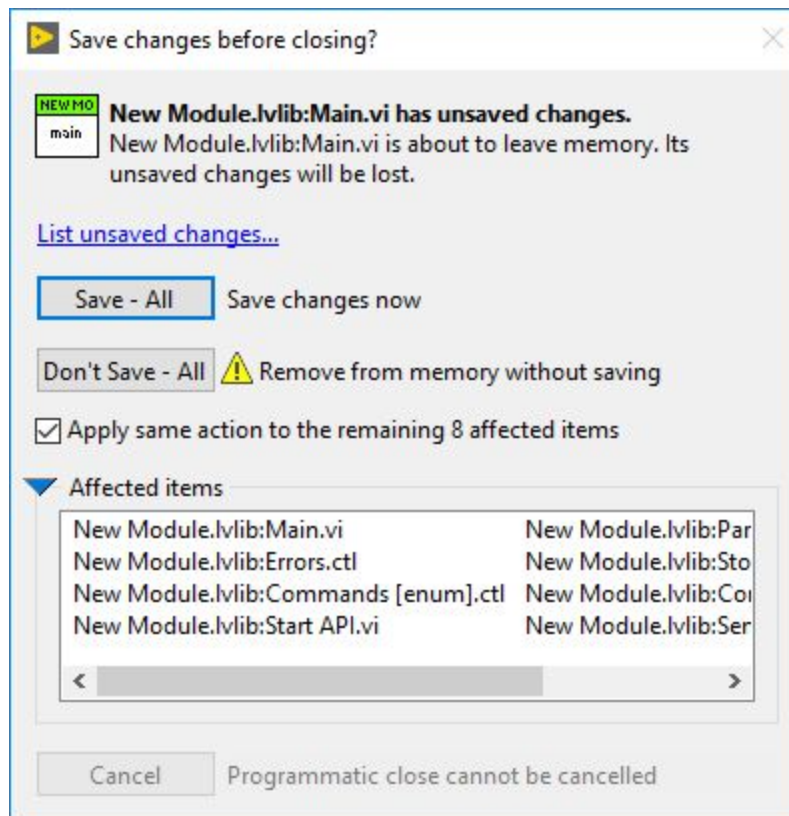 Save changes before closing?
NEW MO
main
New Module.lvlib:Main.vi has unsaved changes.
New Module.lvlib:Main.vi is about to leave memory. Its
unsaved changes will be lost.
List unsaved changes...
Save - All Save changes now
Don't Save - All Remove from memory without saving
Apply same action to the remaining 8 affected items
Affected items
New Module.lvlib:Main.vi New Module.lvlib:Par
New Module.lvlib:Errors.ctl New Module.lvlib:Sto
New Module.lvlib:Commands [enum].ctl New Module.lvlib:Co
New Module.lvlib:Start API.vi New Module.lvlib:Ser
Cancel Programmatic close cannot be cancelled